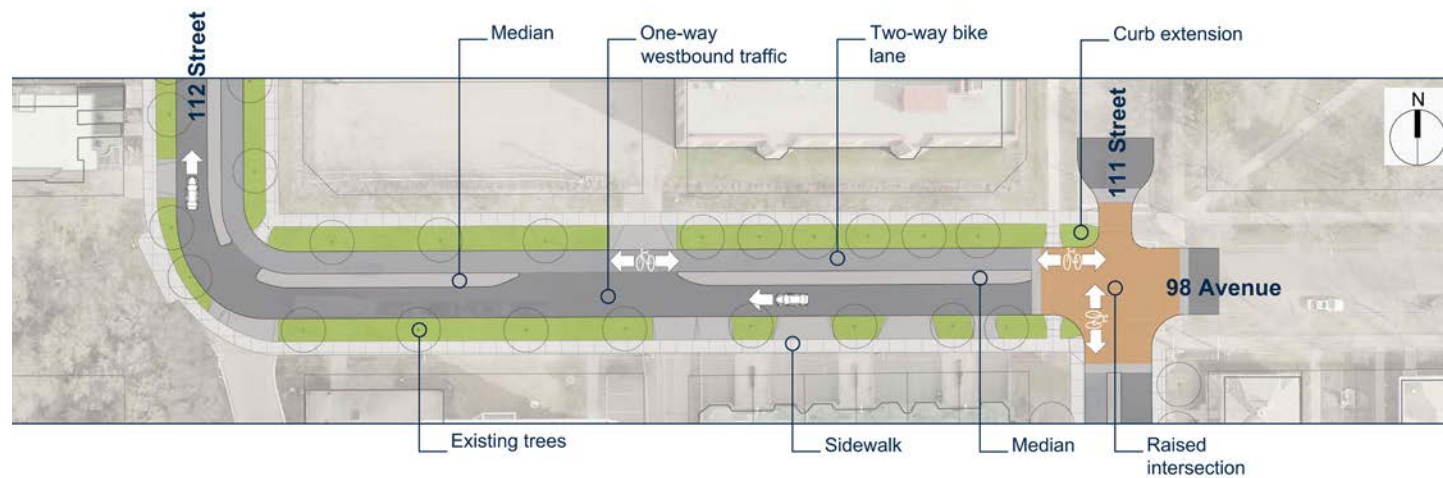 Median
One-way
westbound traffic
Two-way bike
lane
Curb extension
112 Street
111 Street
N
98 Avenue
Existing trees
Sidewalk
Median
Raised
intersection